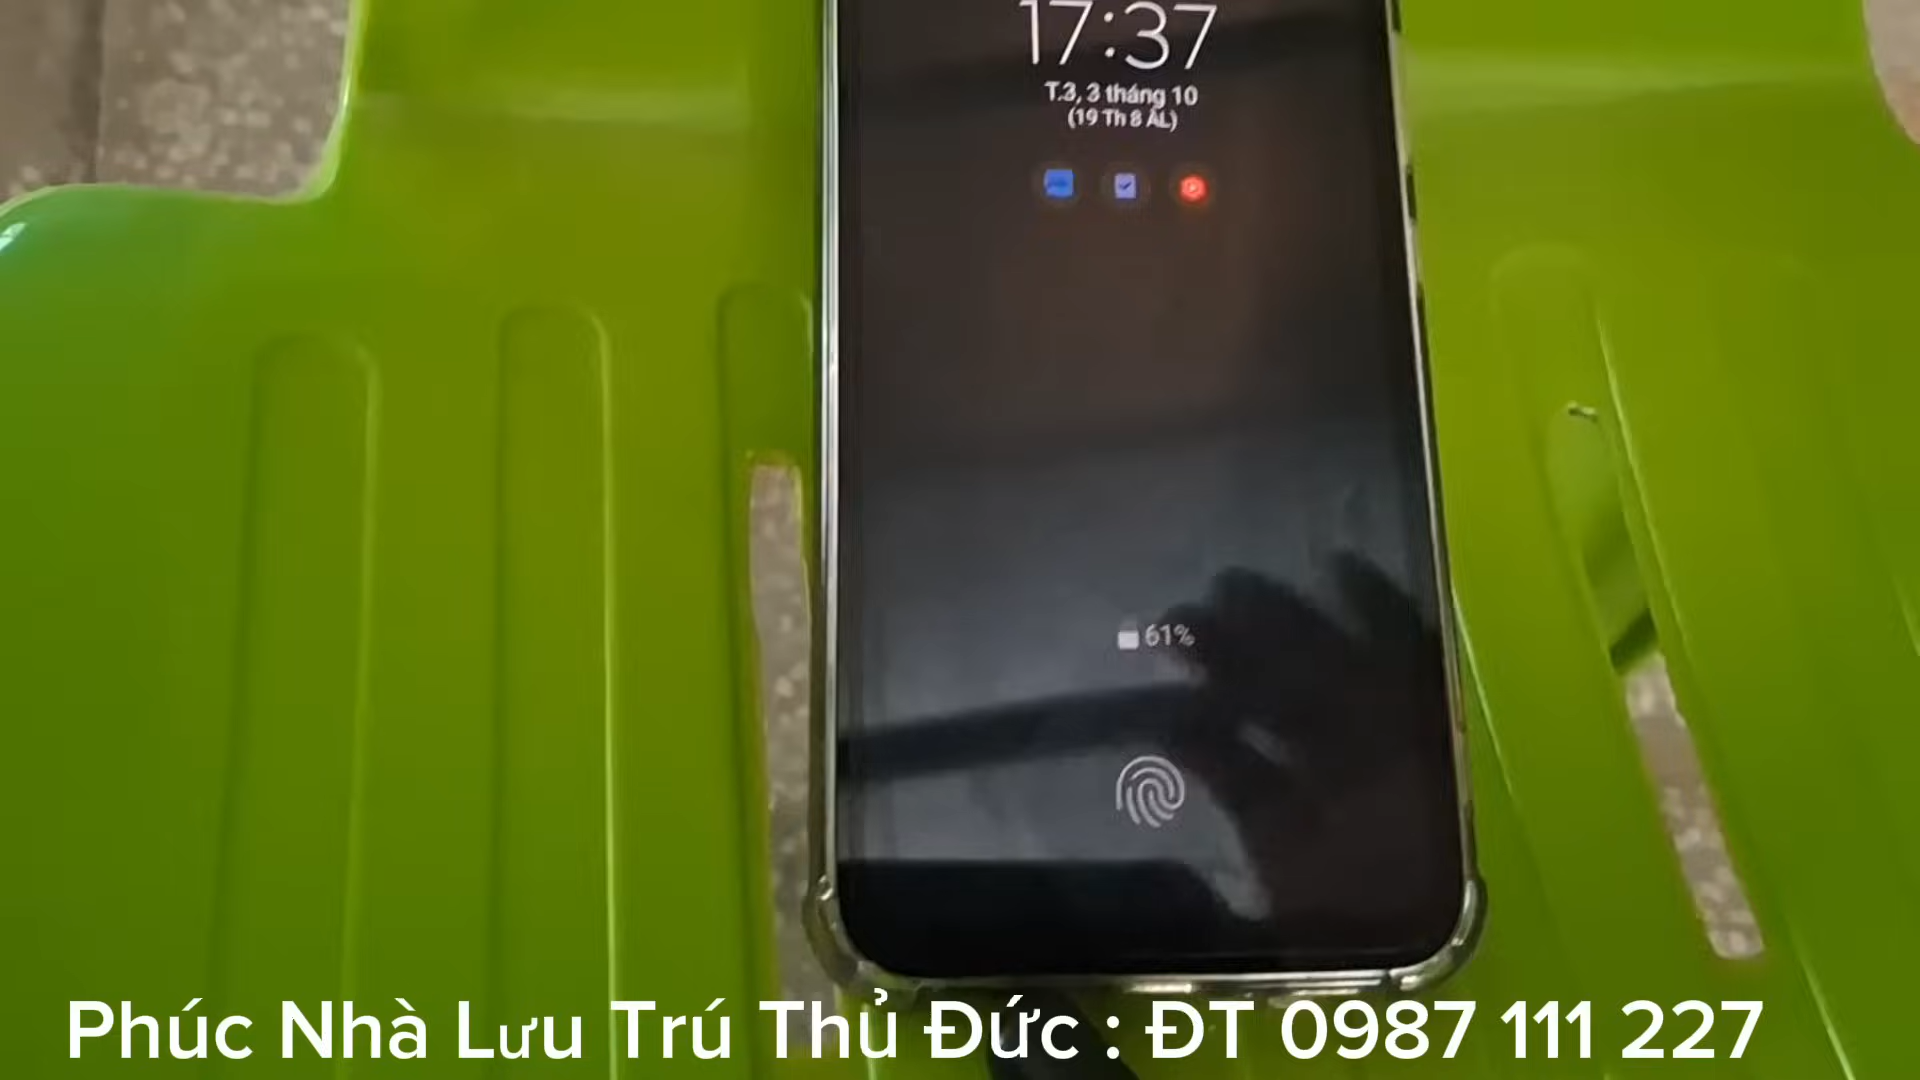 17:37
T.3, 3 tháng 10
(19 Th 8 ÂL)
61%
Phúc Nhà Lưu Trú Thủ Đức : ĐT 0987 111 227